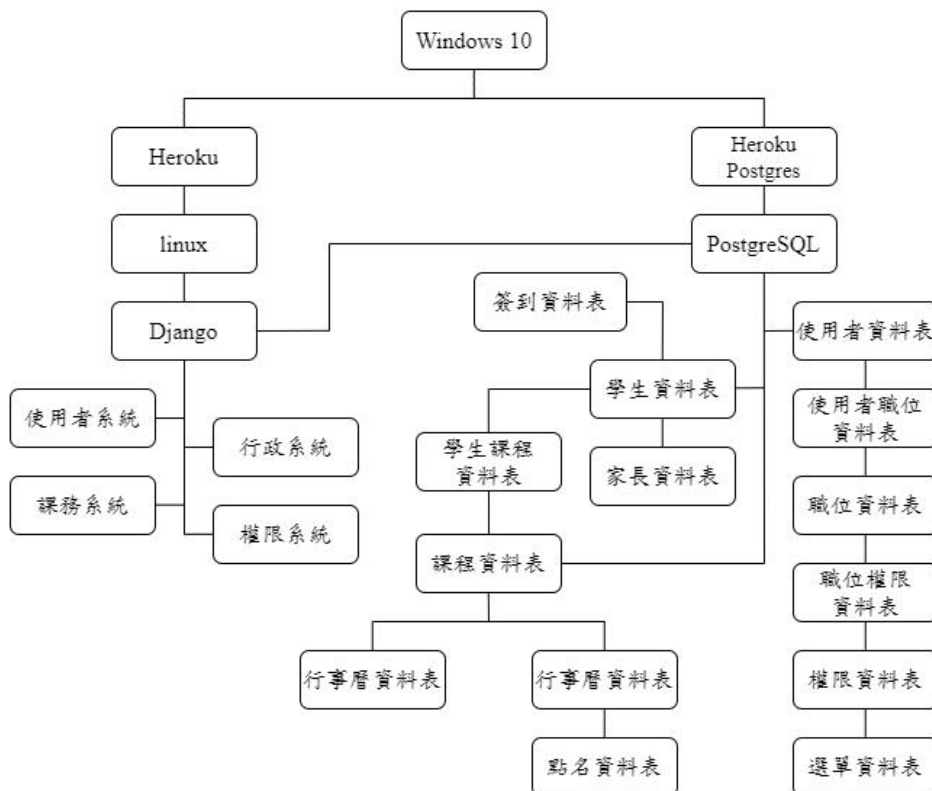 Windows 10
Heroku
Heroku
Postgres
linux
PostgreSQL
Django
簽到資料表
使用者資料表
學生資料表
使用者系統
行政系統
學生課程
資料表
家長資料表
使用者職位
資料表
課務系統
權限系統
職位資料表
課程資料表
職位權限
資料表
行事曆資料表
行事曆資料表
權限資料表
點名資料表
選單資料表